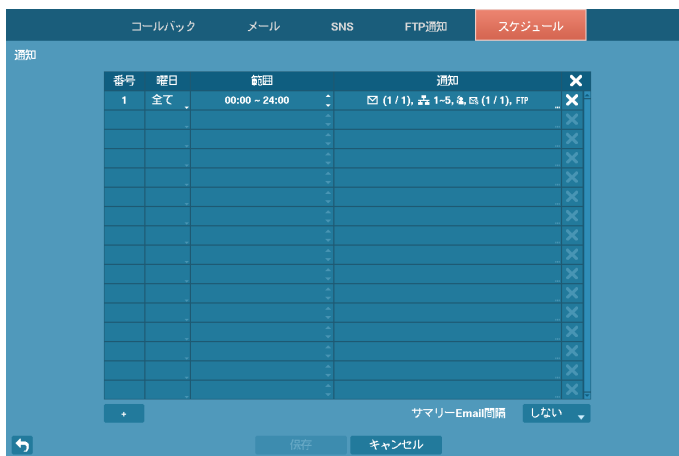 コールバック メール SNS FTP通知 スケジュール
通知
番号 曜日 範囲 通知
1 全て 00:00 ~ 24:00 (1 / 1), 1~5, (1 / 1), FTP ...
+ サマリーEmail間隔 しない
保存 キャンセル